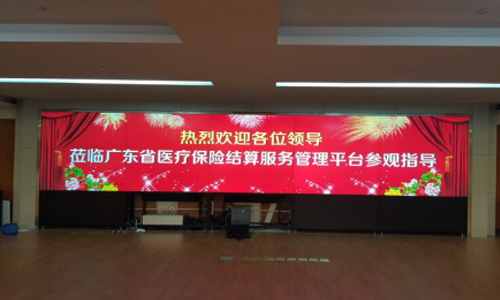 热烈欢迎各位领导
莅临广东省医疗保险结算服务管理平台参观指导